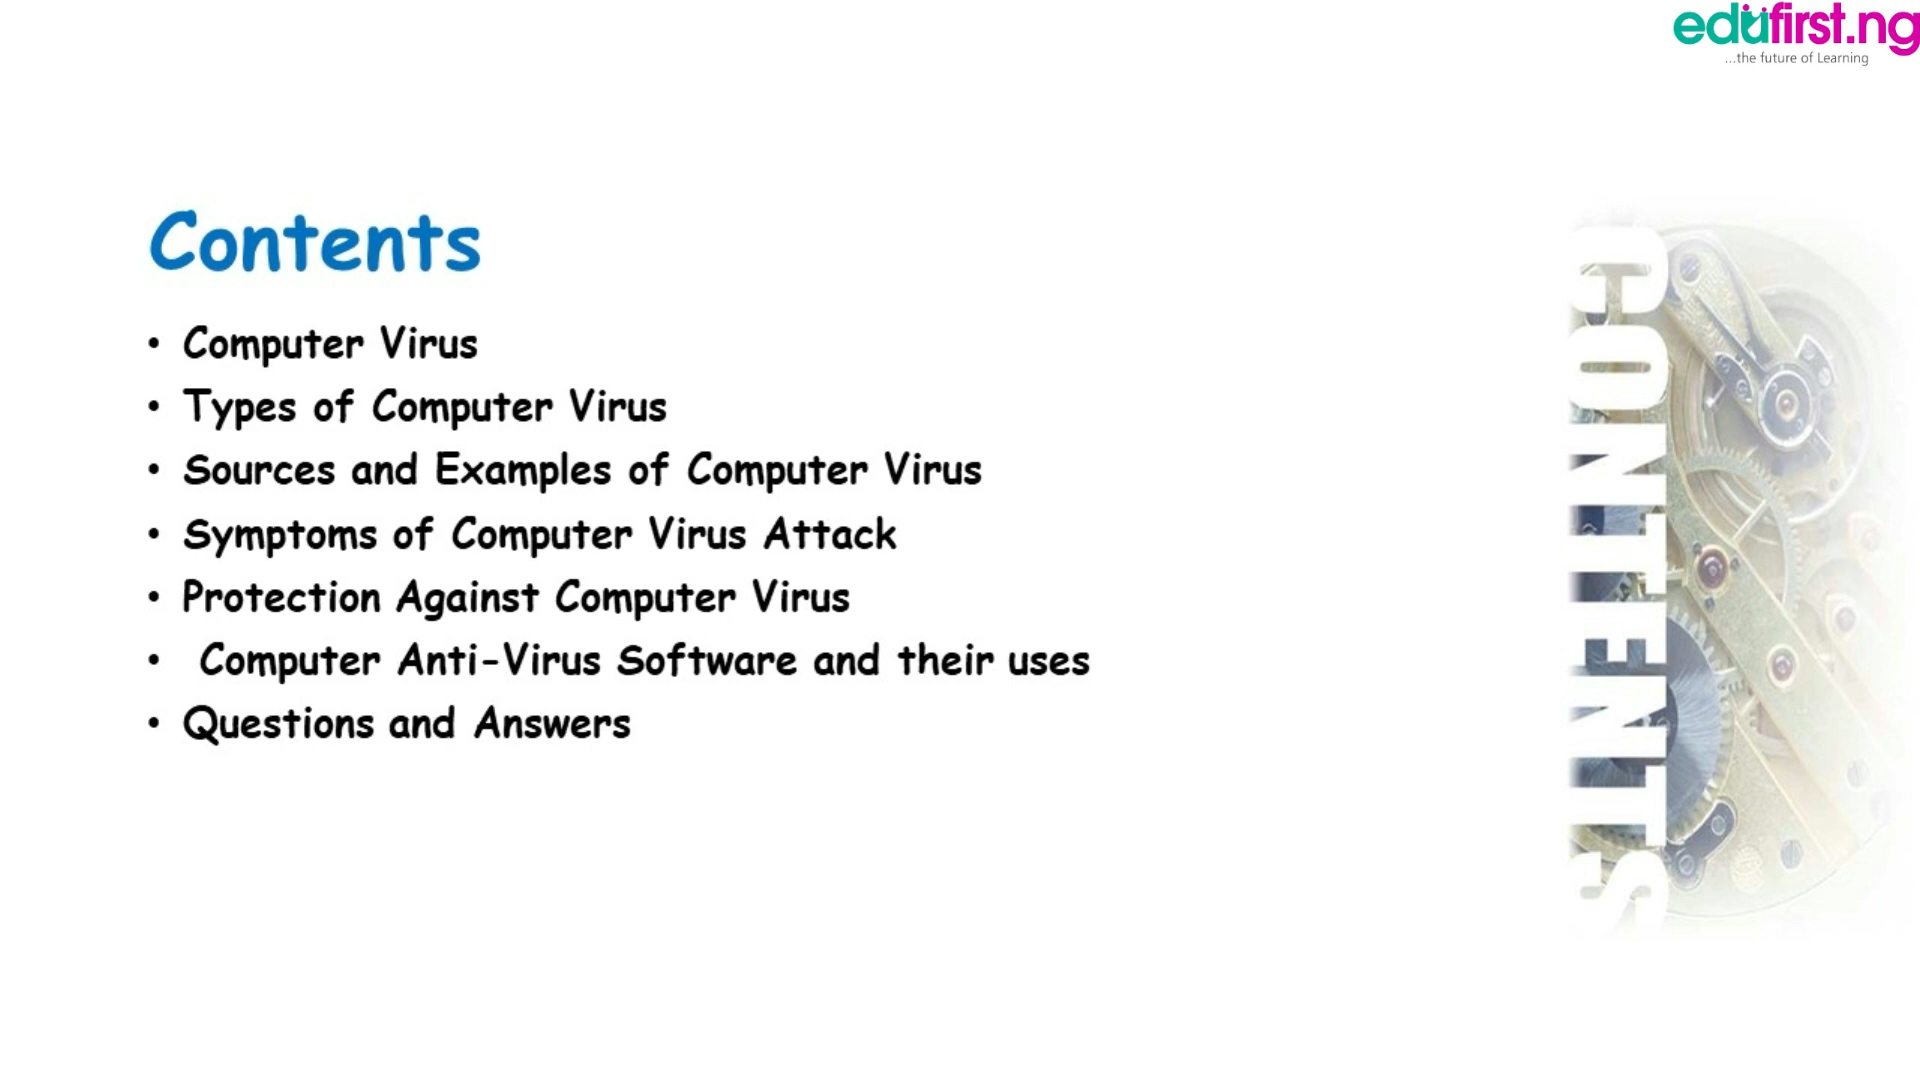 edufirst.ng
...the future of Learning
Contents
• Computer Virus
• Types of Computer Virus
• Sources and Examples of Computer Virus
• Symptoms of Computer Virus Attack
• Protection Against Computer Virus
• Computer Anti-Virus Software and their uses
• Questions and Answers
CONTENTS